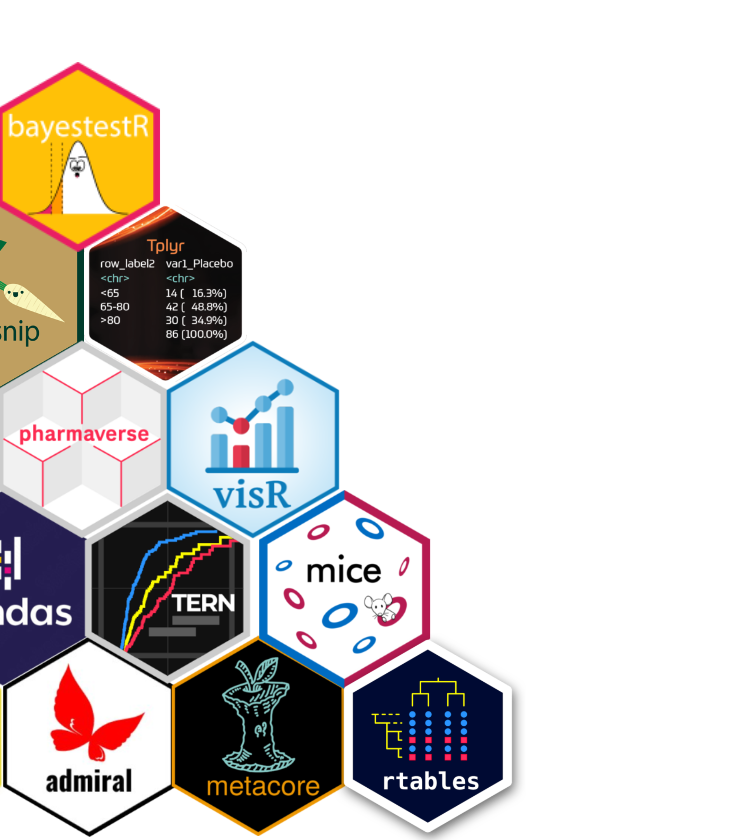 bayestestR
Tplyr
row_label2 var1_Placebo
<chr> <chr>
<65 14 ( 16.3%)
65-80 42 ( 48.8%)
>80 30 ( 34.9%)
86 (100.0%)
snip
pharmaverse
visR
ndas
TERN
mice
admiral
metacore
rtables